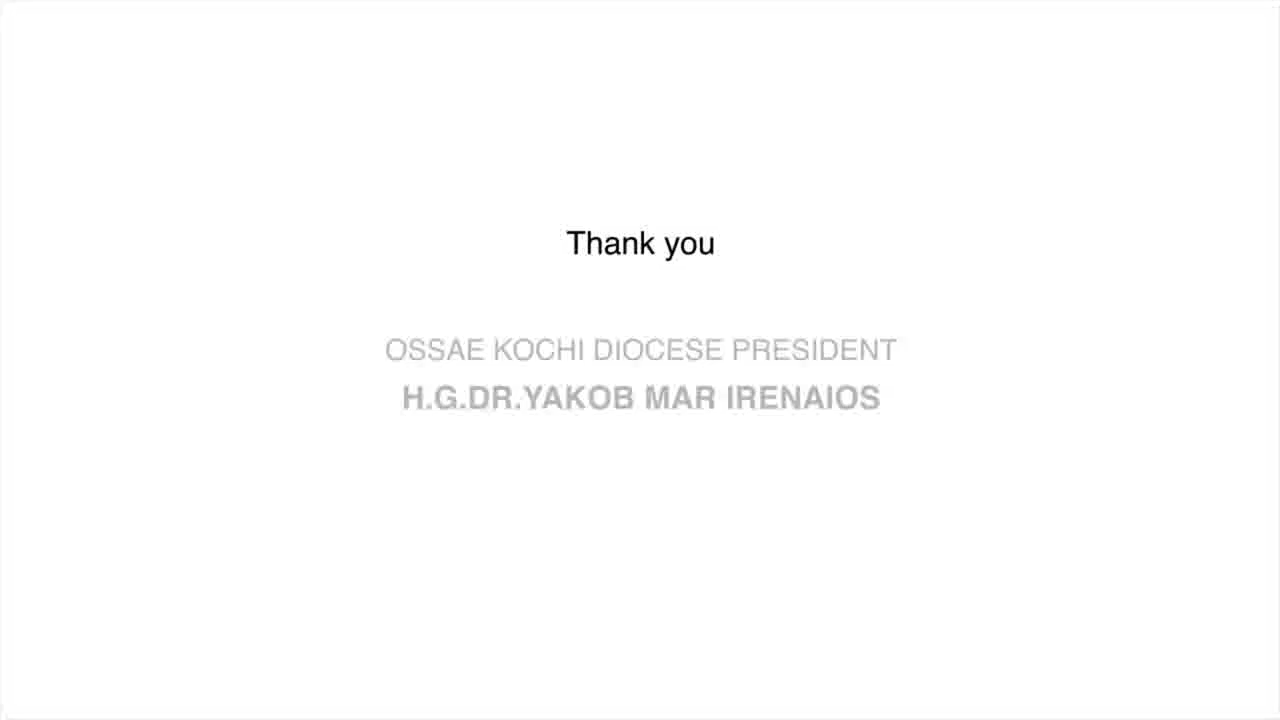 Thank you
OSSAE KOCHI DIOCESE PRESIDENT
H.G.DR.YAKOB MAR IRENAIOS